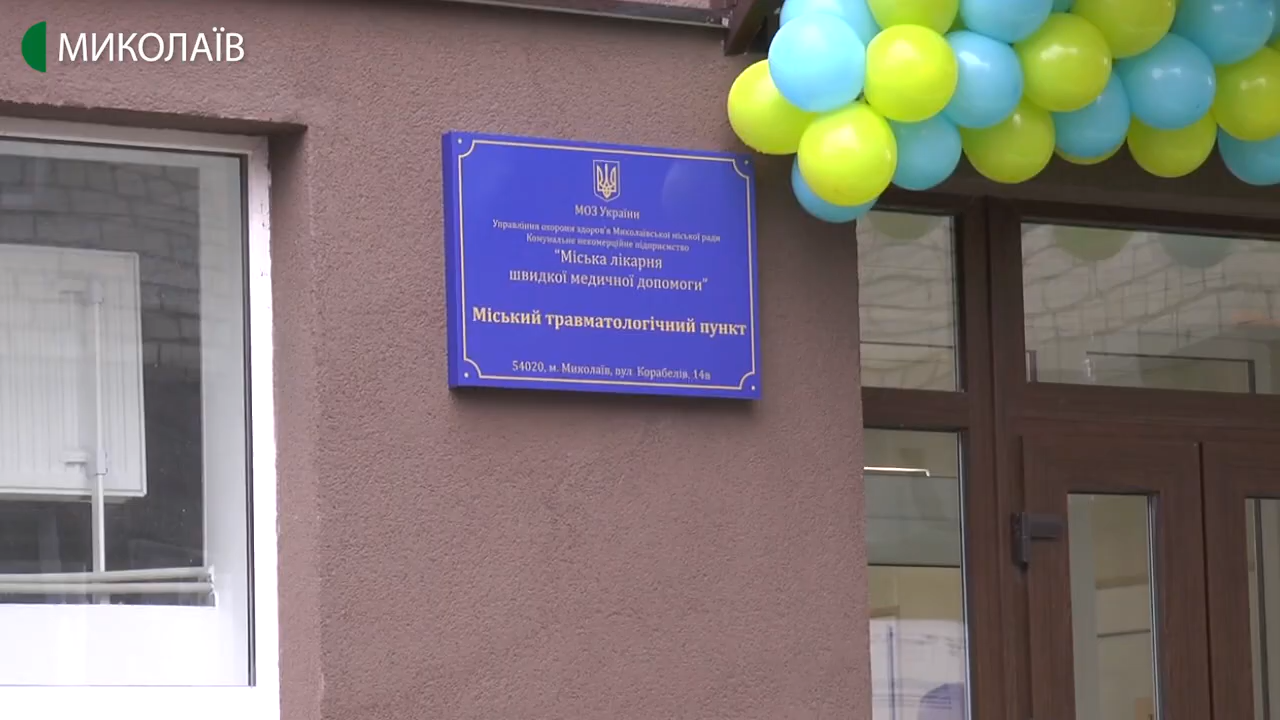 МИКОЛАЇВ
МОЗ України
Управління охорони здоров'я Миколаївської міської ради
Комунальне некомерційне підприємство
"Міська лікарня
швидкої медичної допомоги"
Міський травматологічний пункт
54020, м. Миколаїв, вул. Корабелів, 14в